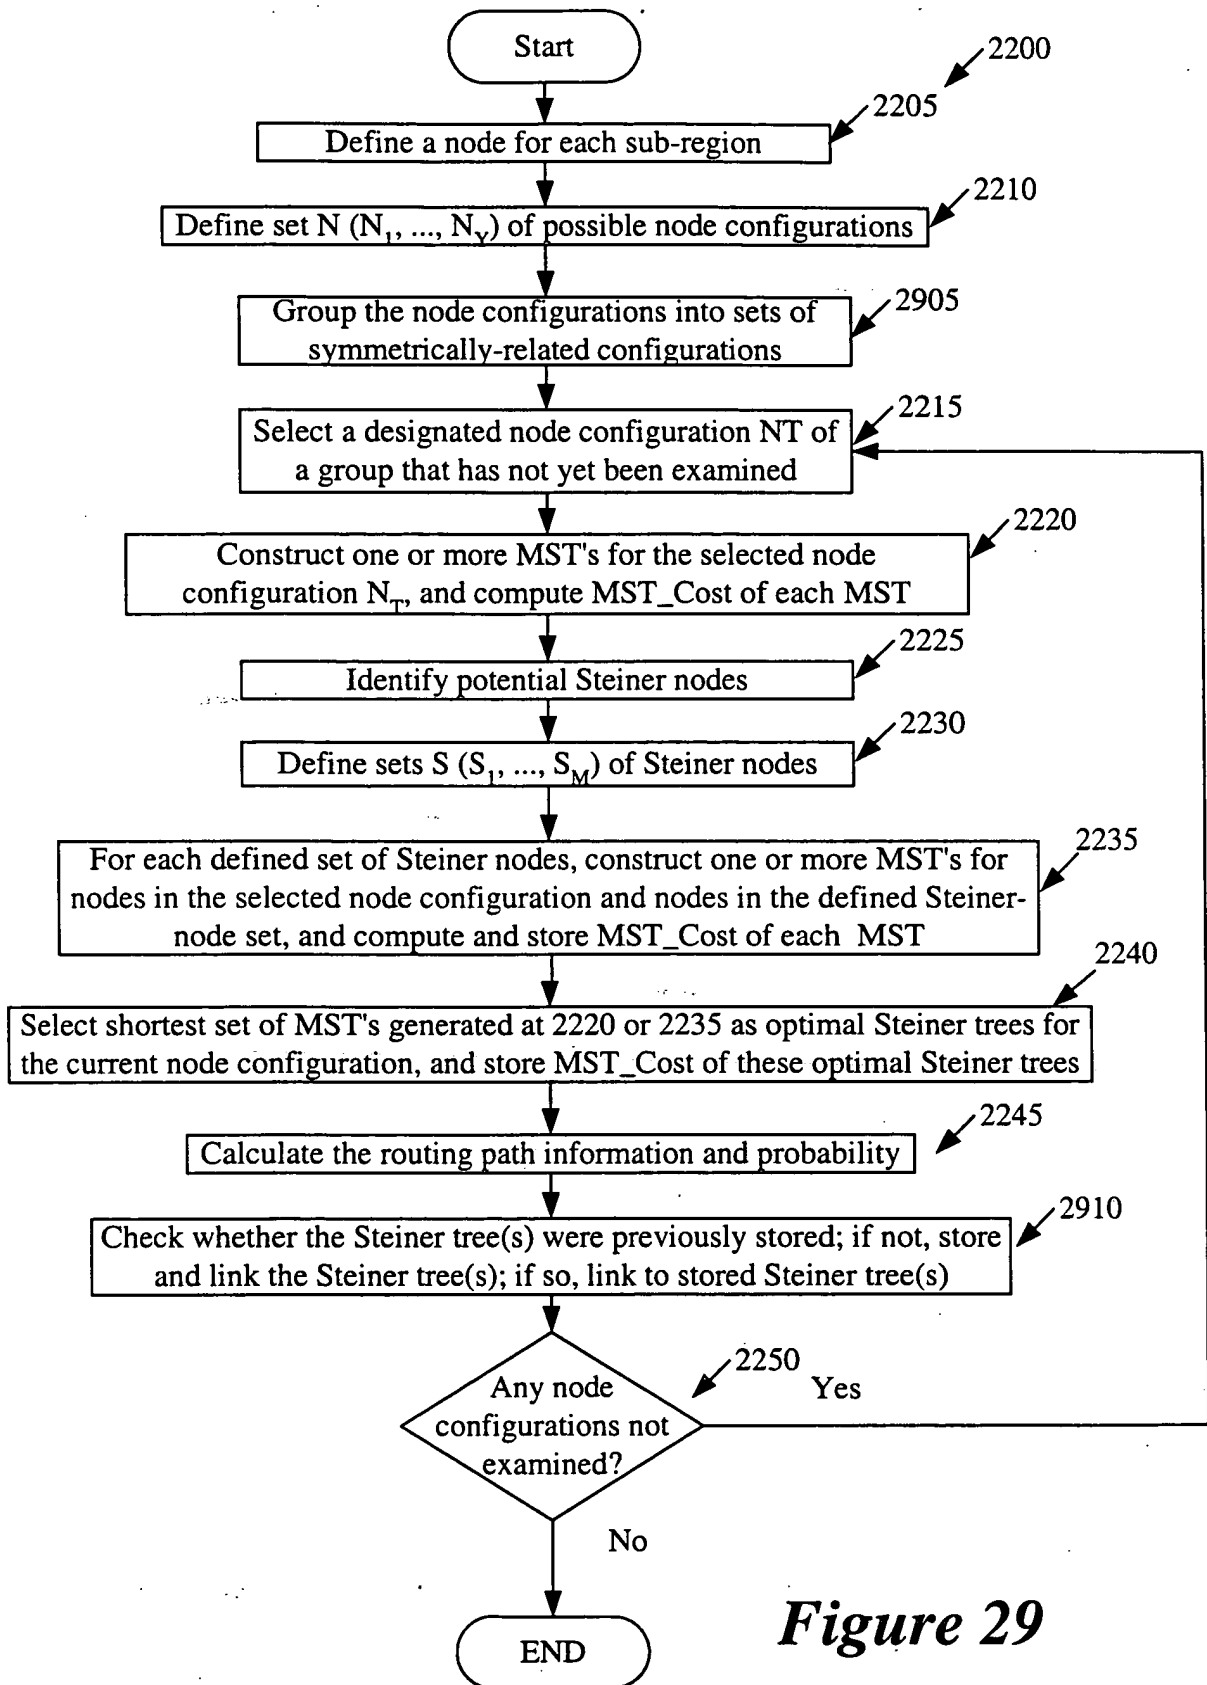 Start
2200
2205
Define a node for each sub-region
2210
Define set N (N₁, ..., N_Y) of possible node configurations
2905
Group the node configurations into sets of
symmetrically-related configurations
2215
Select a designated node configuration NT of
a group that has not yet been examined
2220
Construct one or more MST's for the selected node
configuration N_T, and compute MST_Cost of each MST
2225
Identify potential Steiner nodes
2230
Define sets S (S₁, ..., S_M) of Steiner nodes
2235
For each defined set of Steiner nodes, construct one or more MST's for
nodes in the selected node configuration and nodes in the defined Steiner-
node set, and compute and store MST_Cost of each MST
2240
Select shortest set of MST's generated at 2220 or 2235 as optimal Steiner trees for
the current node configuration, and store MST_Cost of these optimal Steiner trees
2245
Calculate the routing path information and probability
2910
Check whether the Steiner tree(s) were previously stored; if not, store
and link the Steiner tree(s); if so, link to stored Steiner tree(s)
2250
Yes
Any node
configurations not
examined?
No
END
Figure 29